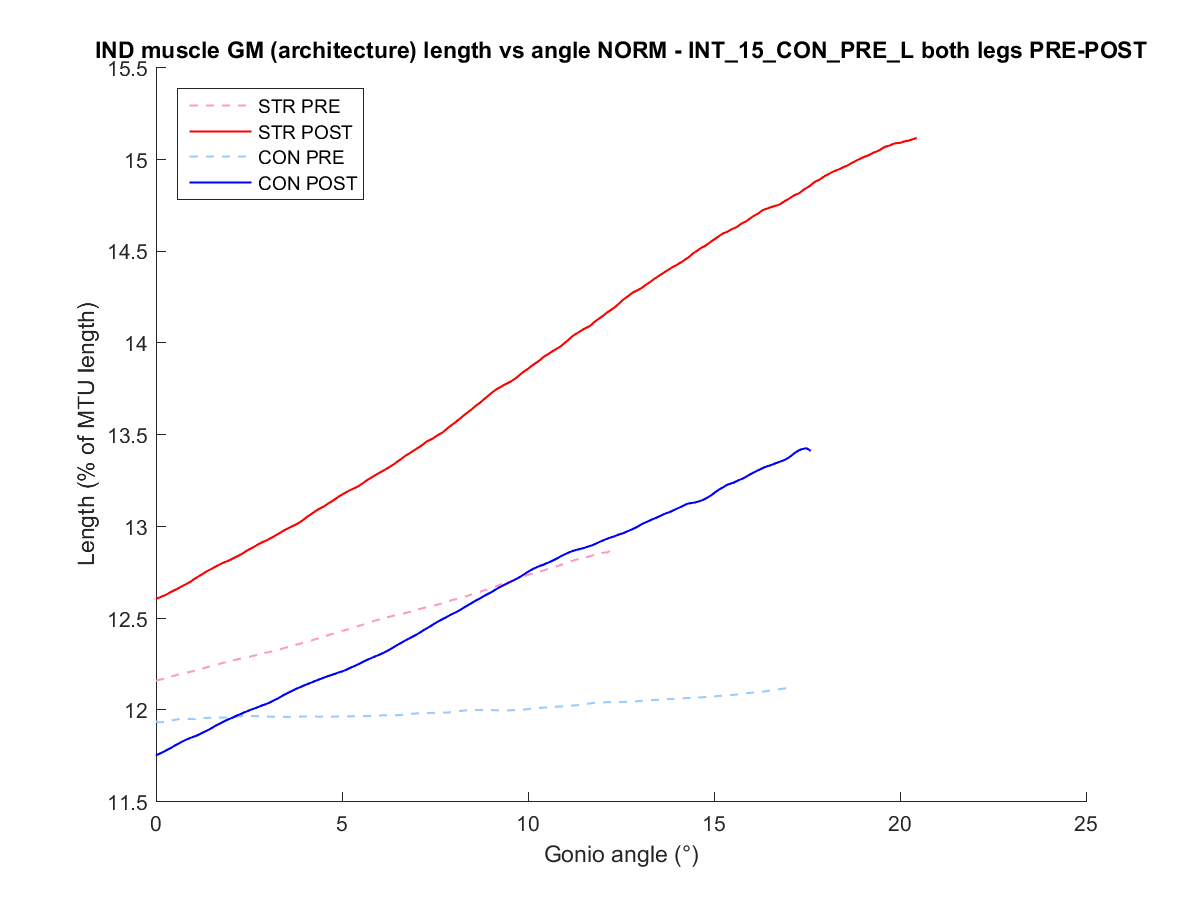 IND muscle GM (architecture) length vs angle NORM - INT_15_CON_PRE_L both legs PRE-POST
15.5
STR PRE
STR POST
CON PRE
CON POST
15
14.5
14
13.5
13
12.5
12
11.5
Length (% of MTU length)
0 5 10 15 20 25
Gonio angle (°)